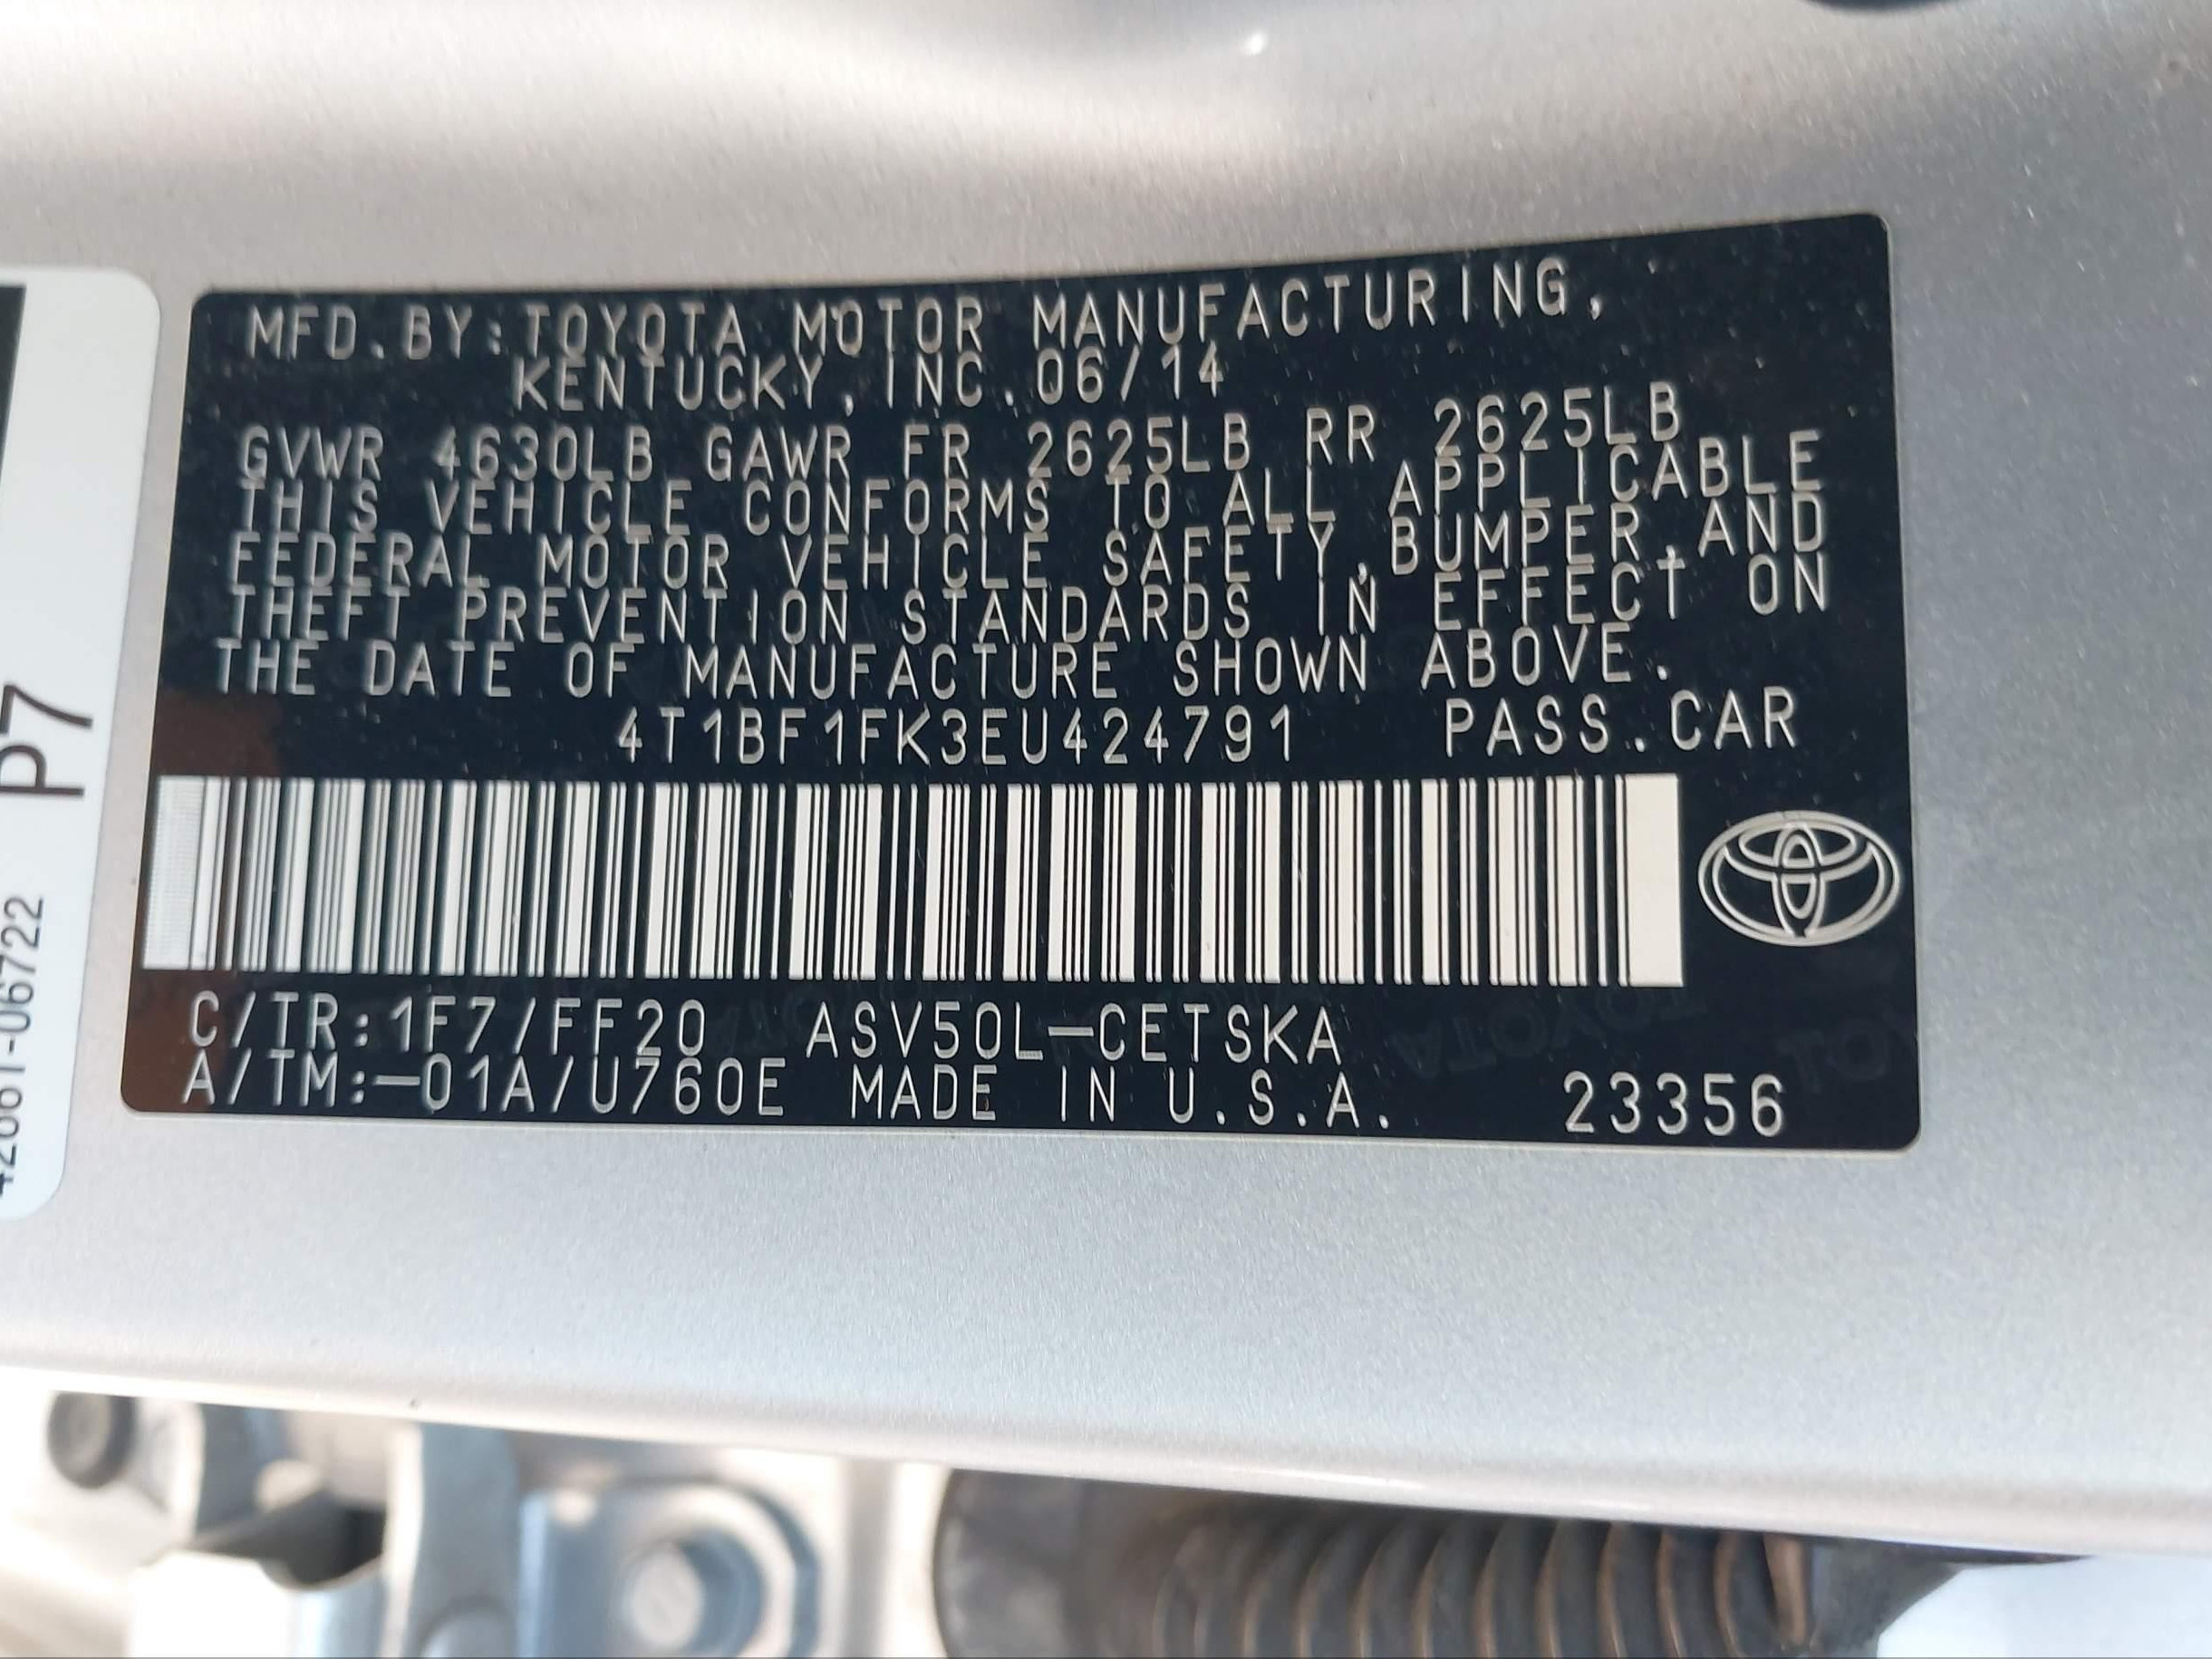 MFD.BY:TOYOTA MOTOR MANUFACTURING,
KENTUCKY,INC.06/14
GVWR 4630LB GAWR FR 2625LB RR 2625LB
THIS VEHICLE CONFORMS TO ALL APPLICABLE
FEDERAL MOTOR VEHICLE SAFETY,BUMPER,AND
THEFT PREVENTION STANDARDS IN EFFECT ON
THE DATE OF MANUFACTURE SHOWN ABOVE.
4T1BF1FK3EU424791 PASS.CAR
C/TR:1F7/FF20 ASV50L-CETSKA
A/TM:-01A/U760E MADE IN U.S.A. 23356
P7